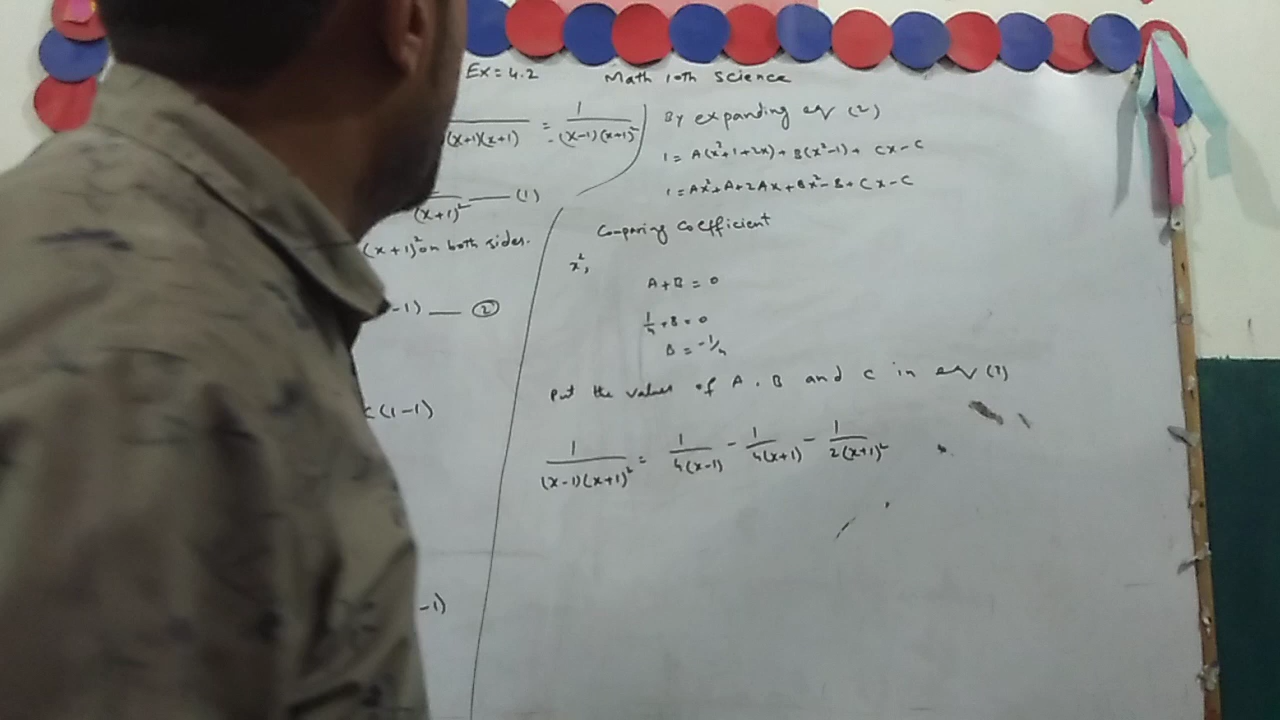 Ex = 4.2
Math 10th Science
(x+1)(x+1) = 1/(x-1)(x+1)²
(x+1)² — (1)
(x+1)² on both sides.
-1) — ②
(1-1)
-1)
By expanding eq (2)
1 = A(x²+1+2x) + B(x²-1) + Cx-C
1 = Ax²+A+2Ax+Bx²-B+Cx-C
Comparing Coefficient
x²,
A+B = 0
1/4 + B = 0
B = -1/4
Put the values of A, B and C in eq (1)
1/(x-1)(x+1)² = 1/4(x-1) - 1/4(x+1) - 1/2(x+1)²